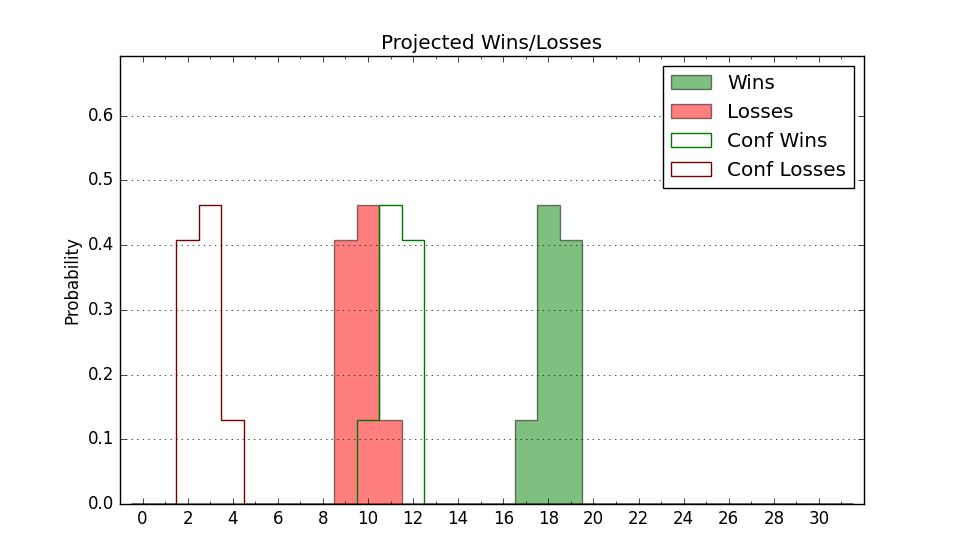 Projected Wins/Losses
Wins
Losses
Conf Wins
Conf Losses
Probability
0.6
0.5
0.4
0.3
0.2
0.1
0.0
0 2 4 6 8 10 12 14 16 18 20 22 24 26 28 30